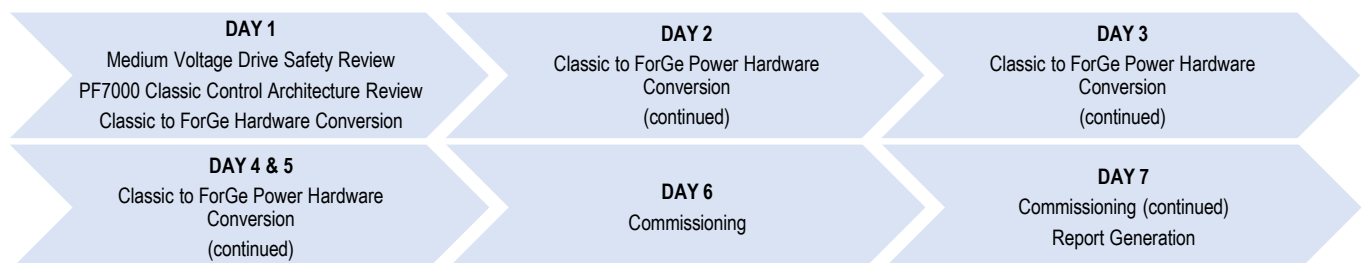 DAY 1
Medium Voltage Drive Safety Review
PF7000 Classic Control Architecture Review
Classic to ForGe Hardware Conversion
DAY 2
Classic to ForGe Power Hardware
Conversion
(continued)
DAY 3
Classic to ForGe Power Hardware
Conversion
(continued)
DAY 4 & 5
Classic to ForGe Power Hardware
Conversion
(continued)
DAY 6
Commissioning
DAY 7
Commissioning (continued)
Report Generation